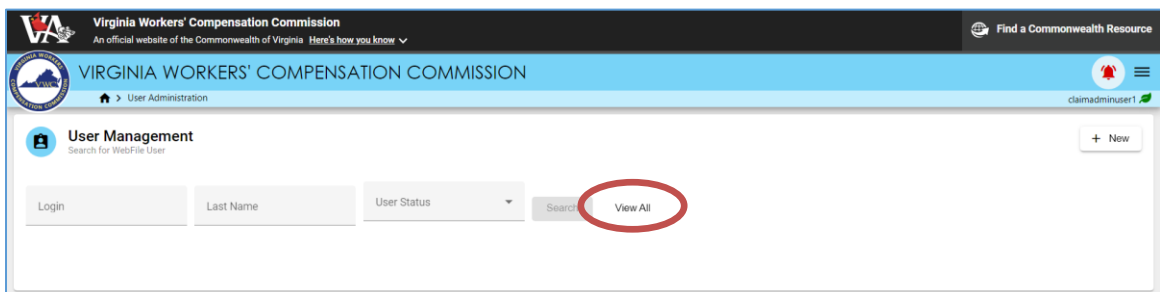 VA
Virginia Workers' Compensation Commission
An official website of the Commonwealth of Virginia Here's how you know
Find a Commonwealth Resource
VIRGINIA WORKERS' COMPENSATION COMMISSION
VWC
User Administration
claimadminuser1
User Management
Search for WebFile User
+ New
Login
Last Name
User Status
Search
View All